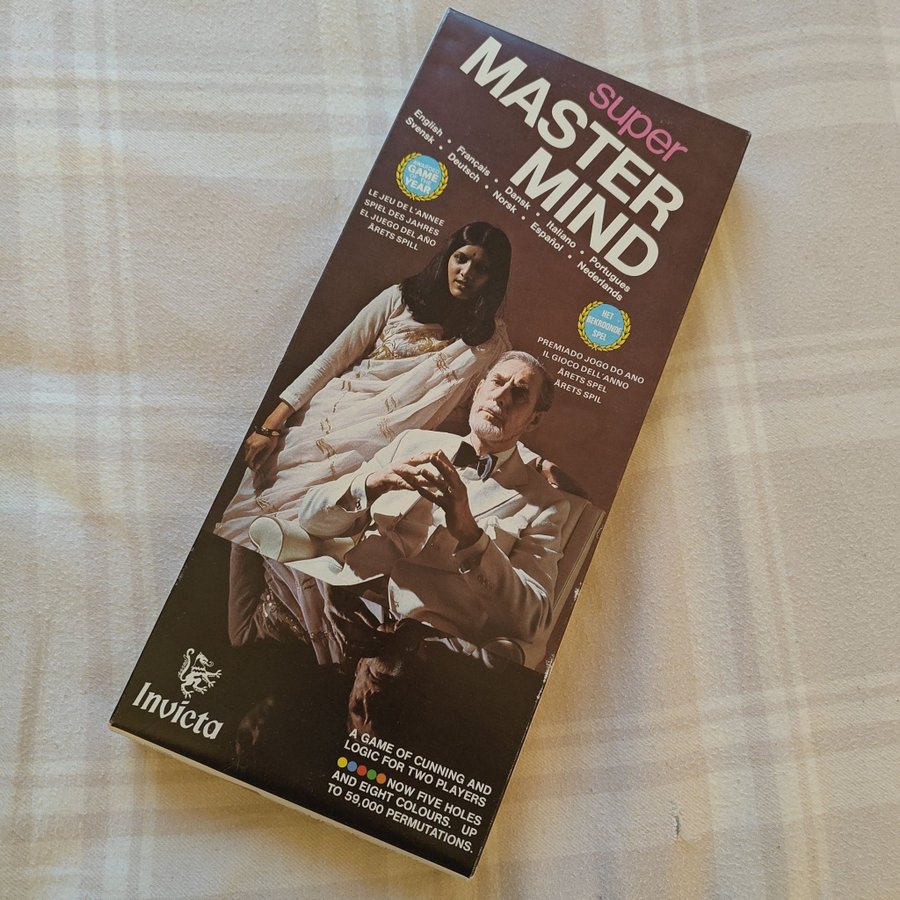 super
MASTER
MIND
English • Français • Dansk • Italiano • Portugues
Svensk • Deutsch • Norsk • Español • Nederlands
AWARDED
GAME
OF THE
YEAR
LE JEU DE L'ANNEE
SPIEL DES JAHRES
EL JUEGO DEL AÑO
ÅRETS SPILL
HET
BEKROONDE
SPEL
PREMIADO JOGO DO ANO
IL GIOCO DELL'ANNO
ÅRETS SPEL
ÅRETS SPIL
Invicta
A GAME OF CUNNING AND
LOGIC FOR TWO PLAYERS
NOW FIVE HOLES
AND EIGHT COLOURS. UP
TO 59,000 PERMUTATIONS.